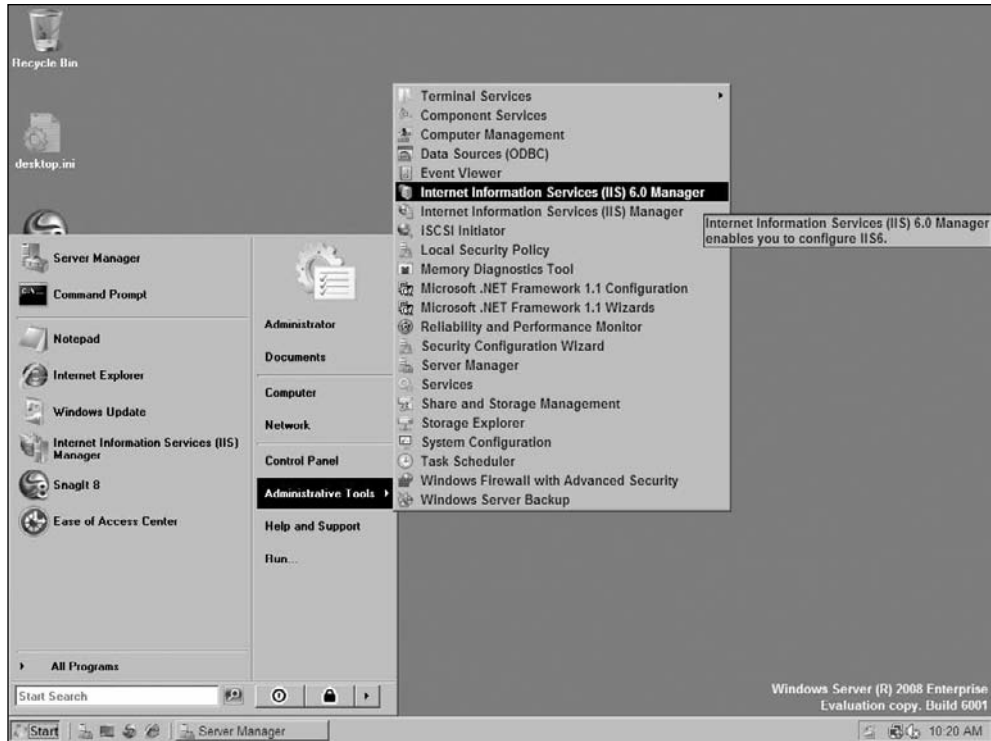 Recycle Bin
desktop.ini
Server Manager
Command Prompt
Notepad
Internet Explorer
Windows Update
Internet Information Services (IIS)
Manager
SnagIt 8
Ease of Access Center
All Programs
Start Search
Administrator
Documents
Computer
Network
Control Panel
Administrative Tools
Help and Support
Run...
Terminal Services
Component Services
Computer Management
Data Sources (ODBC)
Event Viewer
Internet Information Services (IIS) 6.0 Manager
Internet Information Services (IIS) Manager
iSCSI Initiator
Local Security Policy
Memory Diagnostics Tool
Microsoft .NET Framework 1.1 Configuration
Microsoft .NET Framework 1.1 Wizards
Reliability and Performance Monitor
Security Configuration Wizard
Server Manager
Services
Share and Storage Management
Storage Explorer
System Configuration
Task Scheduler
Windows Firewall with Advanced Security
Windows Server Backup
Internet Information Services (IIS) 6.0 Manager
enables you to configure IIS6.
Windows Server (R) 2008 Enterprise
Evaluation copy. Build 6001
Start
Server Manager
10:20 AM